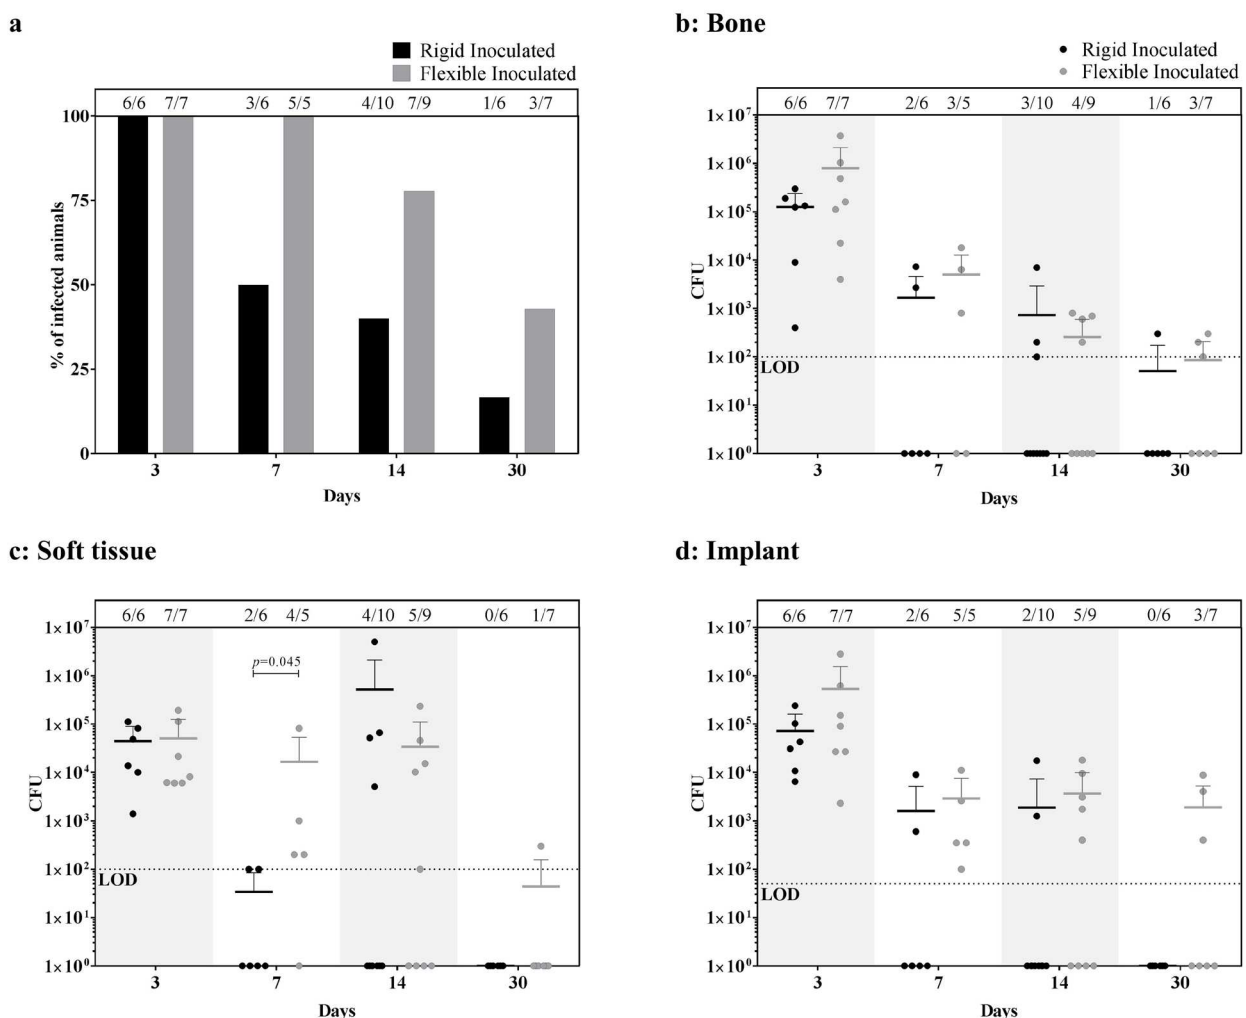 a
Rigid Inoculated
Flexible Inoculated
6/6 7/7 3/6 5/5 4/10 7/9 1/6 3/7
100
75
50
25
0
% of infected animals
3 7 14 30
Days
b: Bone
Rigid Inoculated
Flexible Inoculated
6/6 7/7 2/6 3/5 3/10 4/9 1/6 3/7
1×10⁷
1×10⁶
1×10⁵
1×10⁴
1×10³
1×10²
1×10¹
1×10⁰
CFU
LOD
3 7 14 30
Days
c: Soft tissue
6/6 7/7 2/6 4/5 4/10 5/9 0/6 1/7
1×10⁷
1×10⁶
1×10⁵
1×10⁴
1×10³
1×10²
1×10¹
1×10⁰
CFU
p=0.045
LOD
3 7 14 30
Days
d: Implant
6/6 7/7 2/6 5/5 2/10 5/9 0/6 3/7
1×10⁷
1×10⁶
1×10⁵
1×10⁴
1×10³
1×10²
1×10¹
1×10⁰
CFU
LOD
3 7 14 30
Days